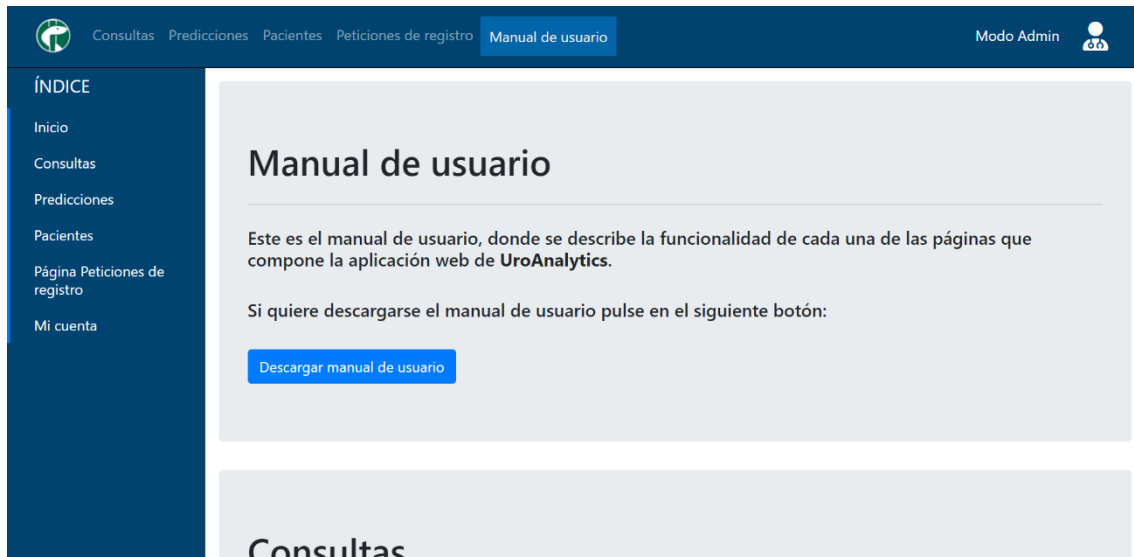 Consultas Predicciones Pacientes Peticiones de registro Manual de usuario Modo Admin
ÍNDICE
Inicio
Consultas
Predicciones
Pacientes
Página Peticiones de
registro
Mi cuenta
Manual de usuario
Este es el manual de usuario, donde se describe la funcionalidad de cada una de las páginas que
compone la aplicación web de UroAnalytics.
Si quiere descargarse el manual de usuario pulse en el siguiente botón:
Descargar manual de usuario
Consultas